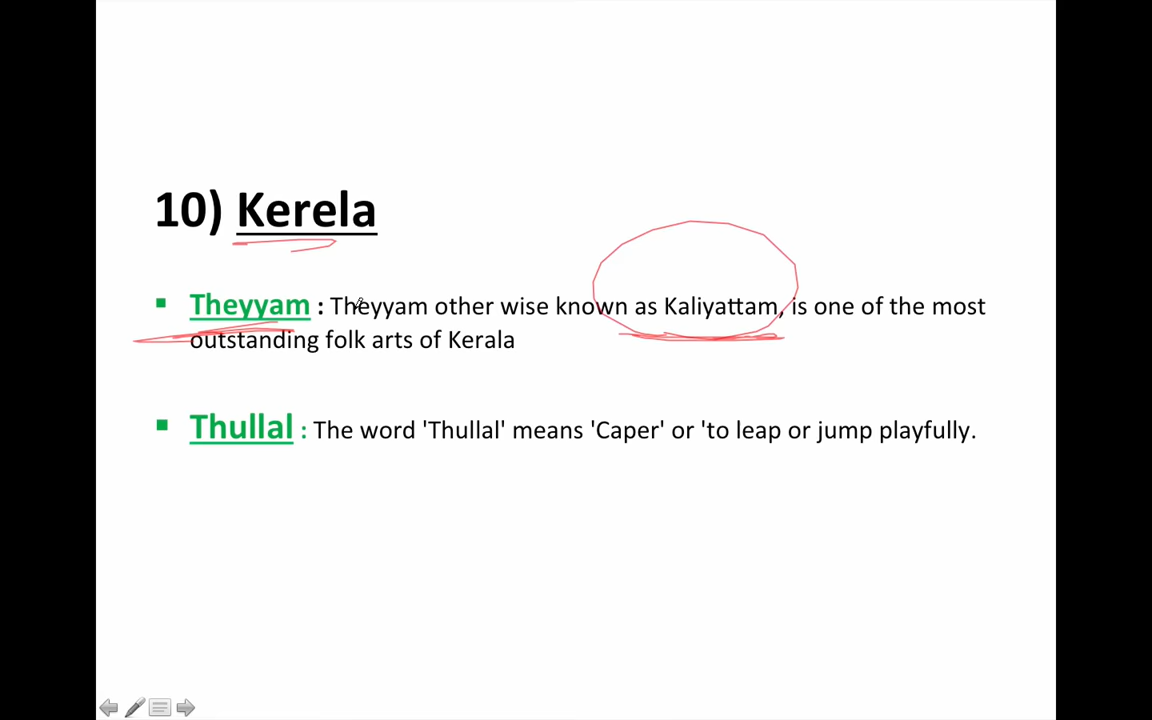 10) Kerela
▪ Theyyam : Theyyam other wise known as Kaliyattam, is one of the most
outstanding folk arts of Kerala
▪ Thullal : The word 'Thullal' means 'Caper' or 'to leap or jump playfully.